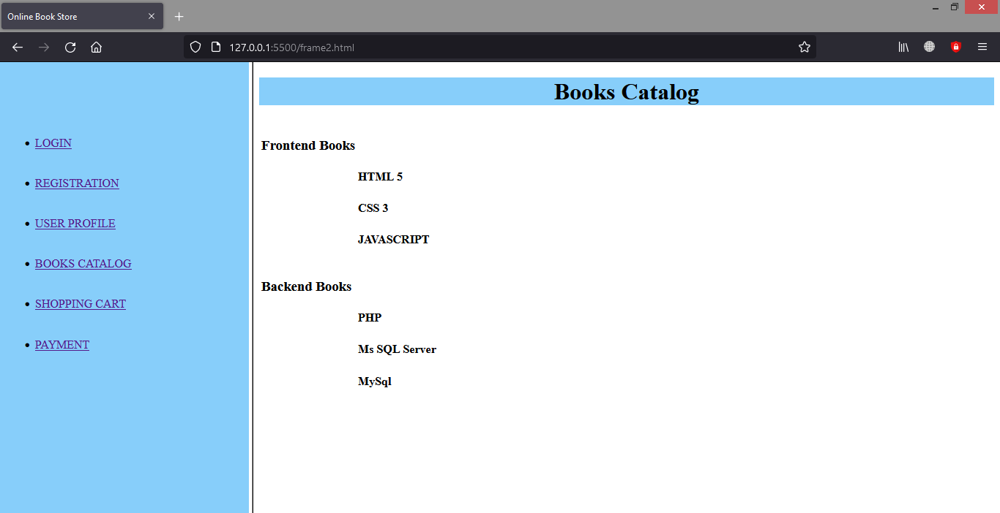 Online Book Store
127.0.0.1:5500/frame2.html
LOGIN
REGISTRATION
USER PROFILE
BOOKS CATALOG
SHOPPING CART
PAYMENT
Books Catalog
Frontend Books
HTML 5
CSS 3
JAVASCRIPT
Backend Books
PHP
Ms SQL Server
MySql